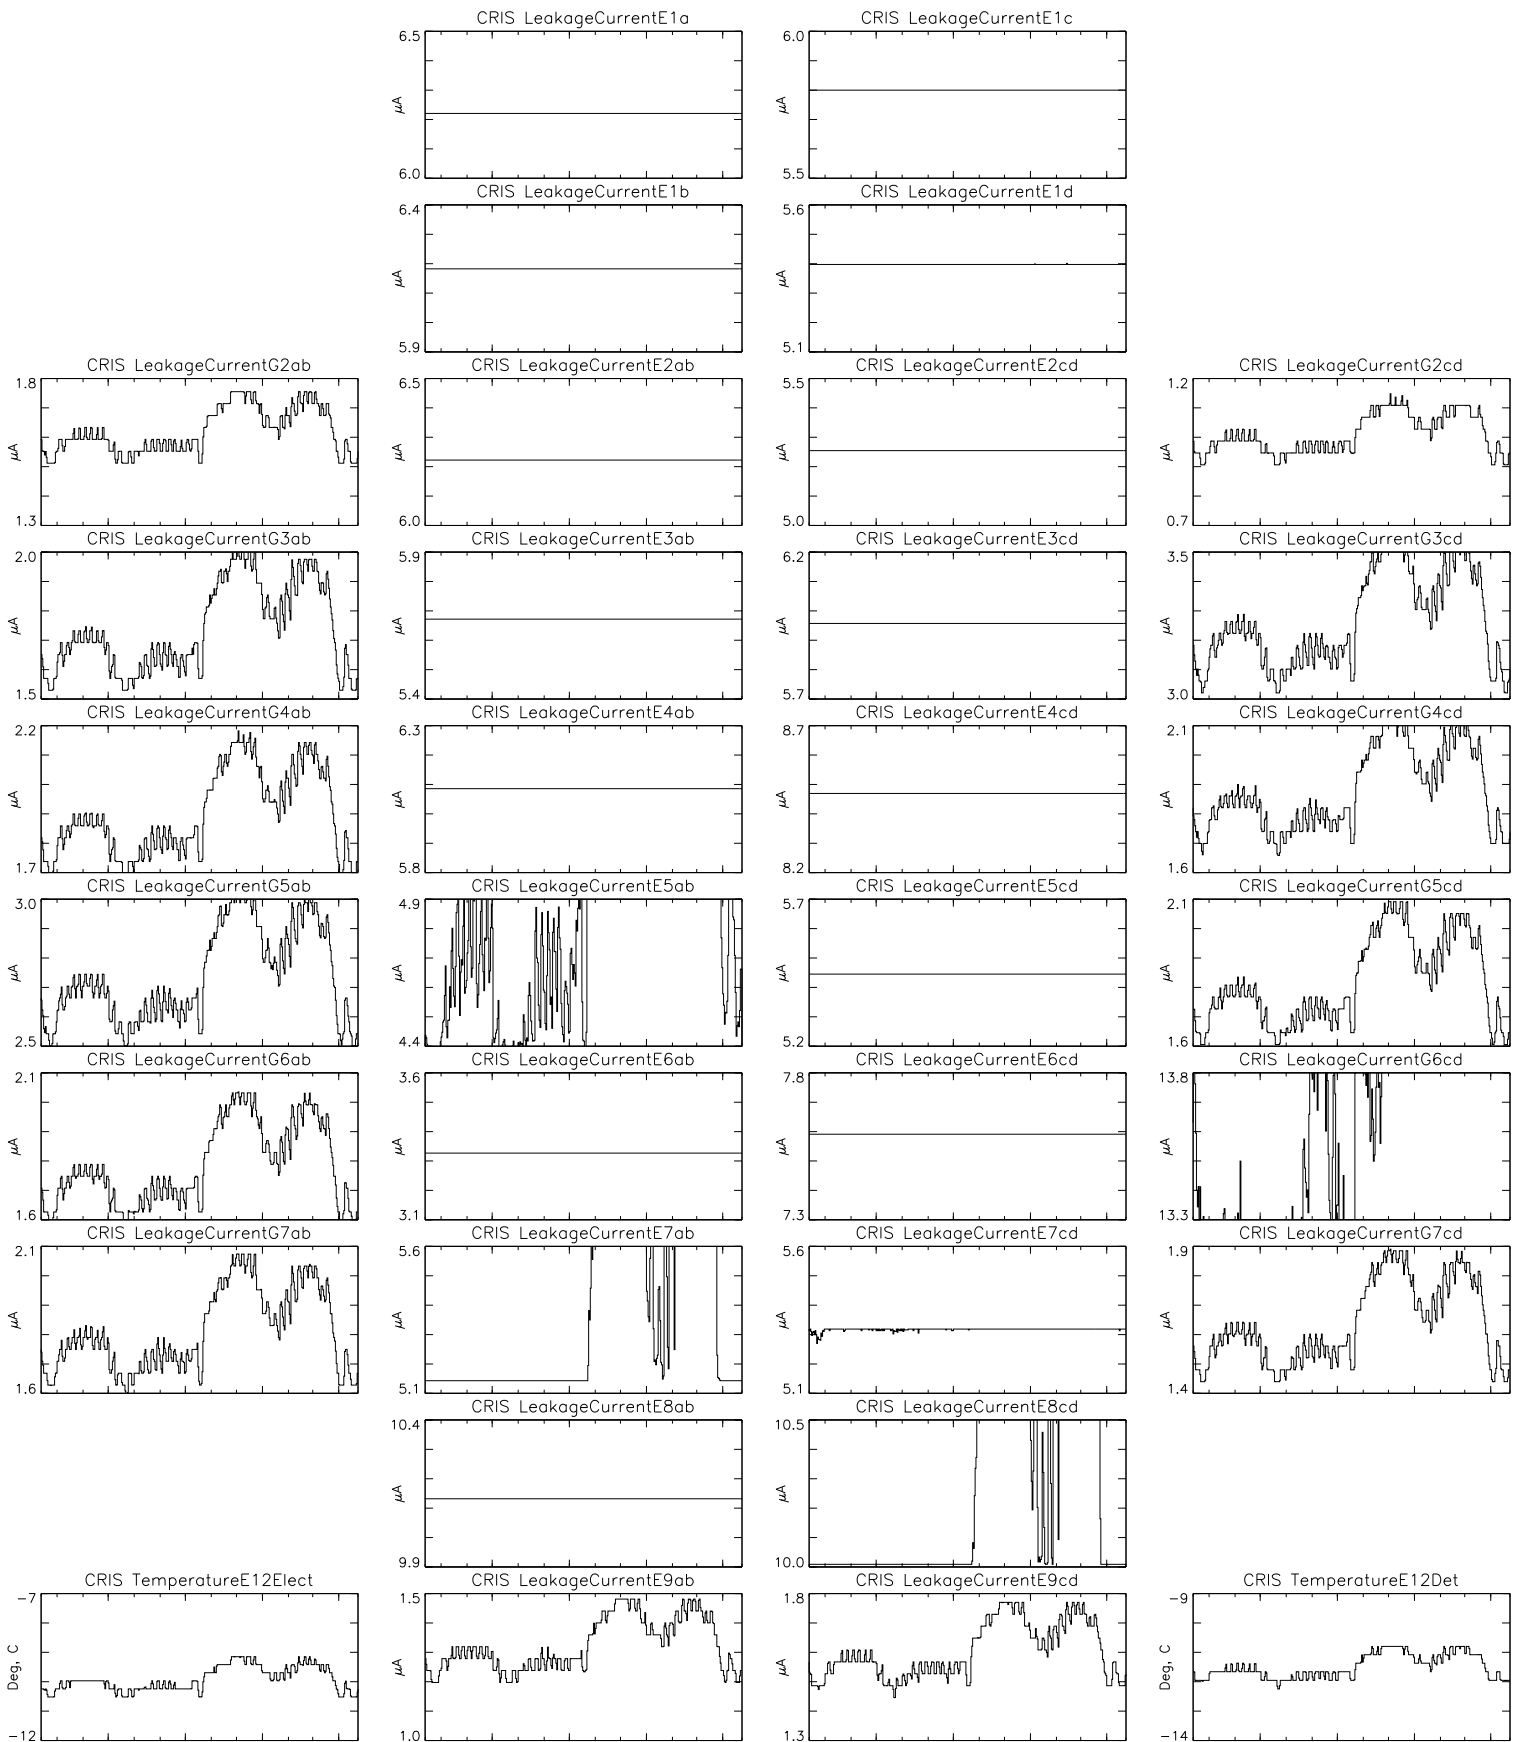 CRIS LeakageCurrentE1a
6.5
μA
6.0
CRIS LeakageCurrentE1c
6.0
μA
5.5
CRIS LeakageCurrentE1b
6.4
μA
5.9
CRIS LeakageCurrentE1d
5.6
μA
5.1
CRIS LeakageCurrentG2ab
1.8
μA
1.3
CRIS LeakageCurrentE2ab
6.5
μA
6.0
CRIS LeakageCurrentE2cd
5.5
μA
5.0
CRIS LeakageCurrentG2cd
1.2
μA
0.7
CRIS LeakageCurrentG3ab
2.0
μA
1.5
CRIS LeakageCurrentE3ab
5.9
μA
5.4
CRIS LeakageCurrentE3cd
6.2
μA
5.7
CRIS LeakageCurrentG3cd
3.5
μA
3.0
CRIS LeakageCurrentG4ab
2.2
μA
1.7
CRIS LeakageCurrentE4ab
6.3
μA
5.8
CRIS LeakageCurrentE4cd
8.7
μA
8.2
CRIS LeakageCurrentG4cd
2.1
μA
1.6
CRIS LeakageCurrentG5ab
3.0
μA
2.5
CRIS LeakageCurrentE5ab
4.9
μA
4.4
CRIS LeakageCurrentE5cd
5.7
μA
5.2
CRIS LeakageCurrentG5cd
2.1
μA
1.6
CRIS LeakageCurrentG6ab
2.1
μA
1.6
CRIS LeakageCurrentE6ab
3.6
μA
3.1
CRIS LeakageCurrentE6cd
7.8
μA
7.3
CRIS LeakageCurrentG6cd
13.8
μA
13.3
CRIS LeakageCurrentG7ab
2.1
μA
1.6
CRIS LeakageCurrentE7ab
5.6
μA
5.1
CRIS LeakageCurrentE7cd
5.6
μA
5.1
CRIS LeakageCurrentG7cd
1.9
μA
1.4
CRIS LeakageCurrentE8ab
10.4
μA
9.9
CRIS LeakageCurrentE8cd
10.5
μA
10.0
CRIS TemperatureE12Elect
-7
Deg, C
-12
CRIS LeakageCurrentE9ab
1.5
μA
1.0
CRIS LeakageCurrentE9cd
1.8
μA
1.3
CRIS TemperatureE12Det
-9
Deg, C
-14